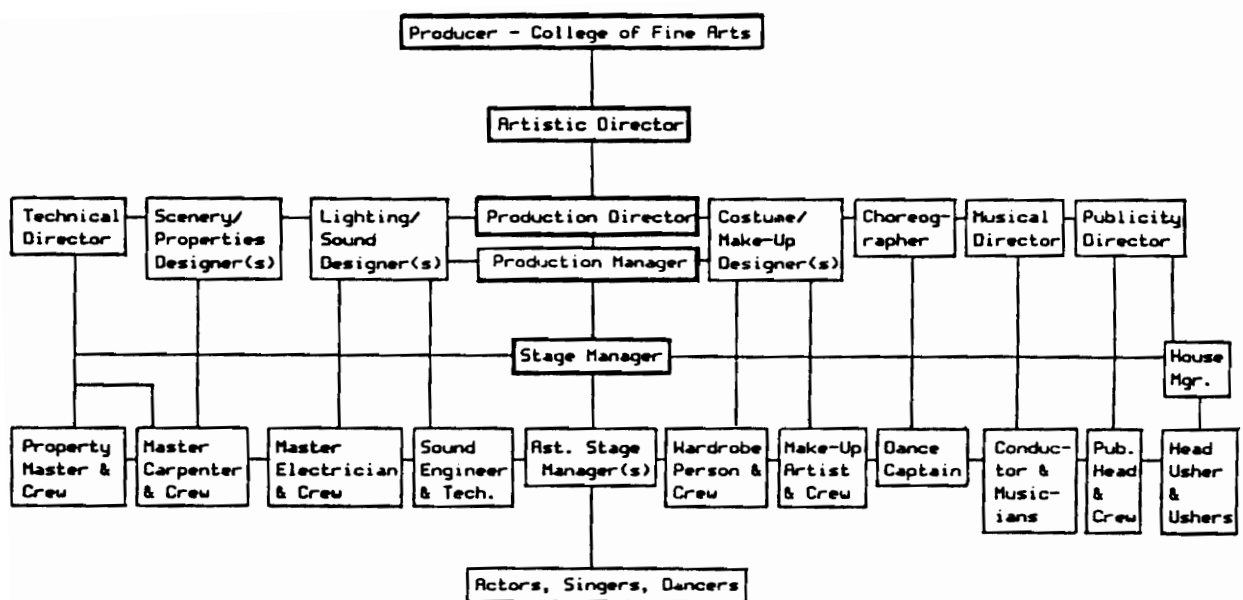 Producer - College of Fine Arts
Artistic Director
Technical
Director
Scenery/
Properties
Designer(s)
Lighting/
Sound
Designer(s)
Production Director
Production Manager
Costume/
Make-Up
Designer(s)
Choreog-
rapher
Musical
Director
Publicity
Director
Stage Manager
House
Mgr.
Property
Master &
Crew
Master
Carpenter
& Crew
Master
Electrician
& Crew
Sound
Engineer
& Tech.
Ast. Stage
Manager(s)
Wardrobe
Person &
Crew
Make-Up
Artist
& Crew
Dance
Captain
Conduc-
tor &
Music-
ians
Pub.
Head
&
Crew
Head
Usher
&
Ushers
Actors, Singers, Dancers